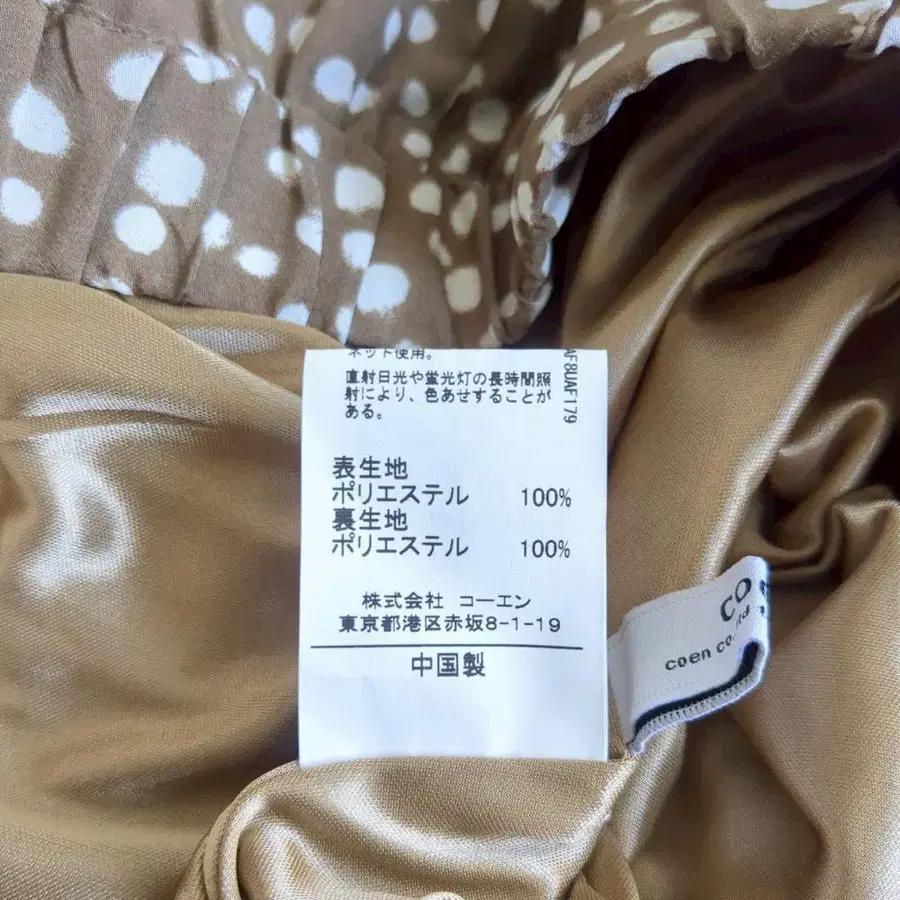 ネット使用。
直射日光や蛍光灯の長時間照
射により、色あせすることが
ある。
AF8UAF179
表生地
ポリエステル 100%
裏生地
ポリエステル 100%
株式会社 コーエン
東京都港区赤坂8-1-19
中国製
co
coen co